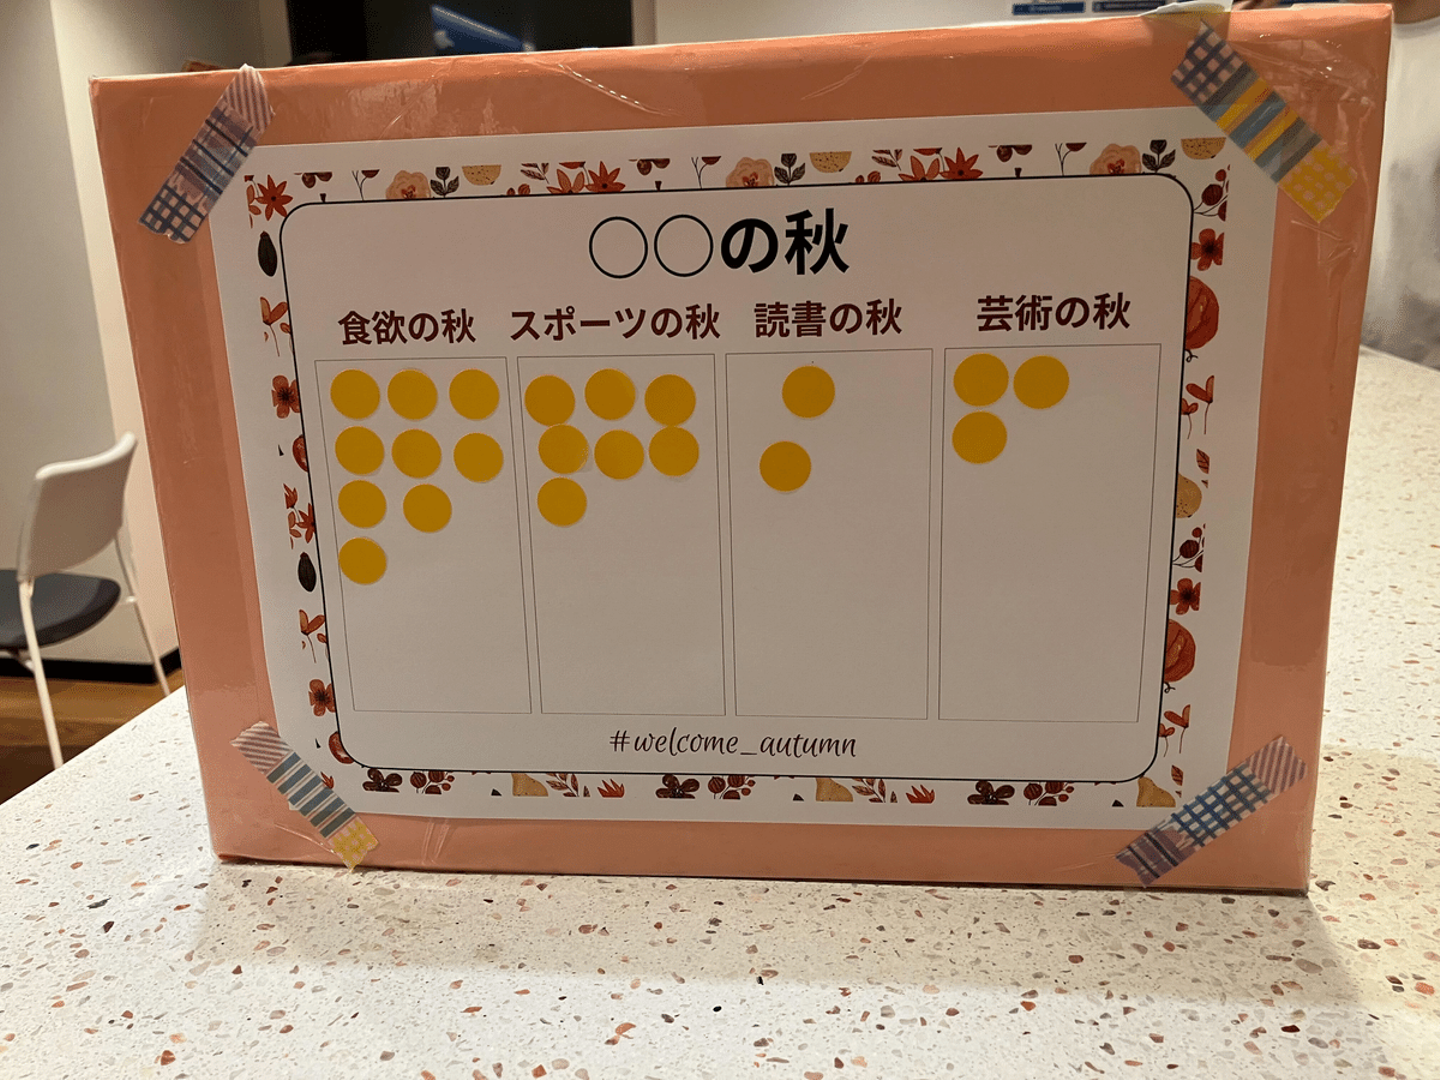 ○○の秋
食欲の秋 スポーツの秋 読書の秋 芸術の秋
#welcome_autumn